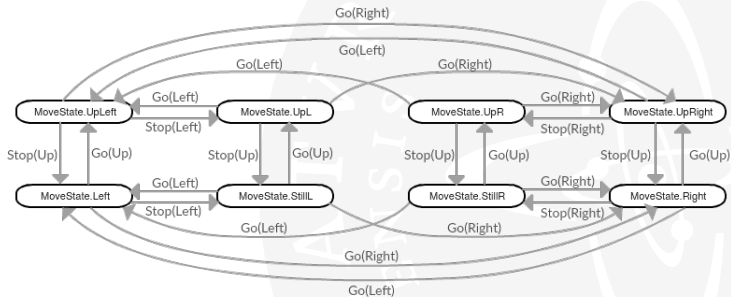 Go(Right)
Go(Left)
Go(Left)
Go(Right)
MoveState.UpLeft
Go(Left)
Stop(Left)
MoveState.UpL
MoveState.UpR
Go(Right)
Stop(Right)
MoveState.UpRight
Stop(Up)
Go(Up)
Stop(Up)
Go(Up)
Stop(Up)
Go(Up)
Stop(Up)
Go(Up)
MoveState.Left
Go(Left)
Stop(Left)
MoveState.StillL
MoveState.StillR
Go(Right)
Stop(Right)
MoveState.Right
Go(Left)
Go(Right)
Go(Right)
Go(Left)